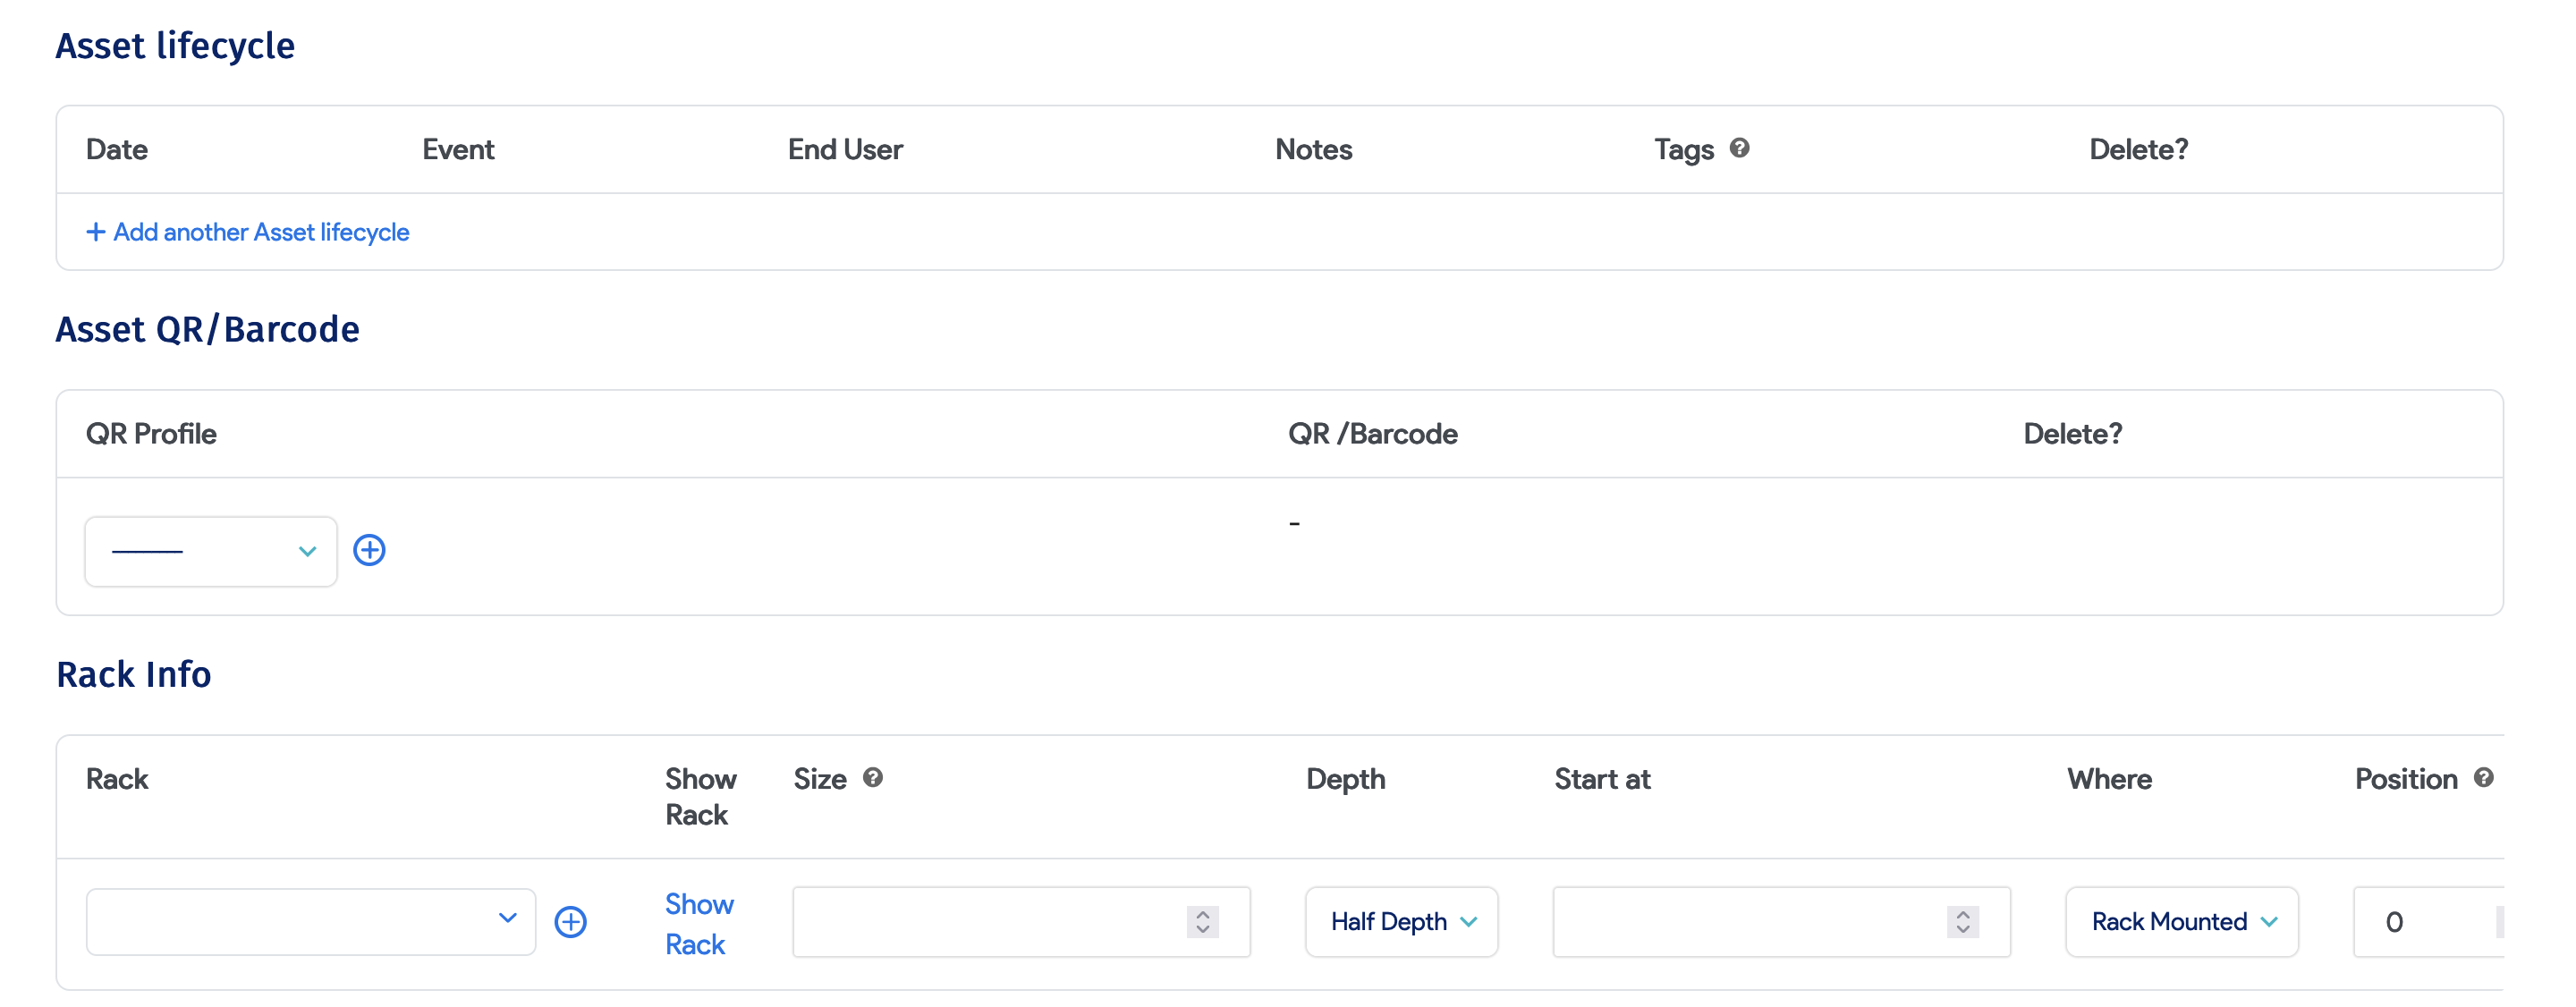 Asset lifecycle
Date Event End User Notes Tags Delete?
+ Add another Asset lifecycle
Asset QR/Barcode
QR Profile QR /Barcode Delete?
--------- -
Rack Info
Rack Show Rack Size Depth Start at Where Position
Show Rack Half Depth Rack Mounted 0